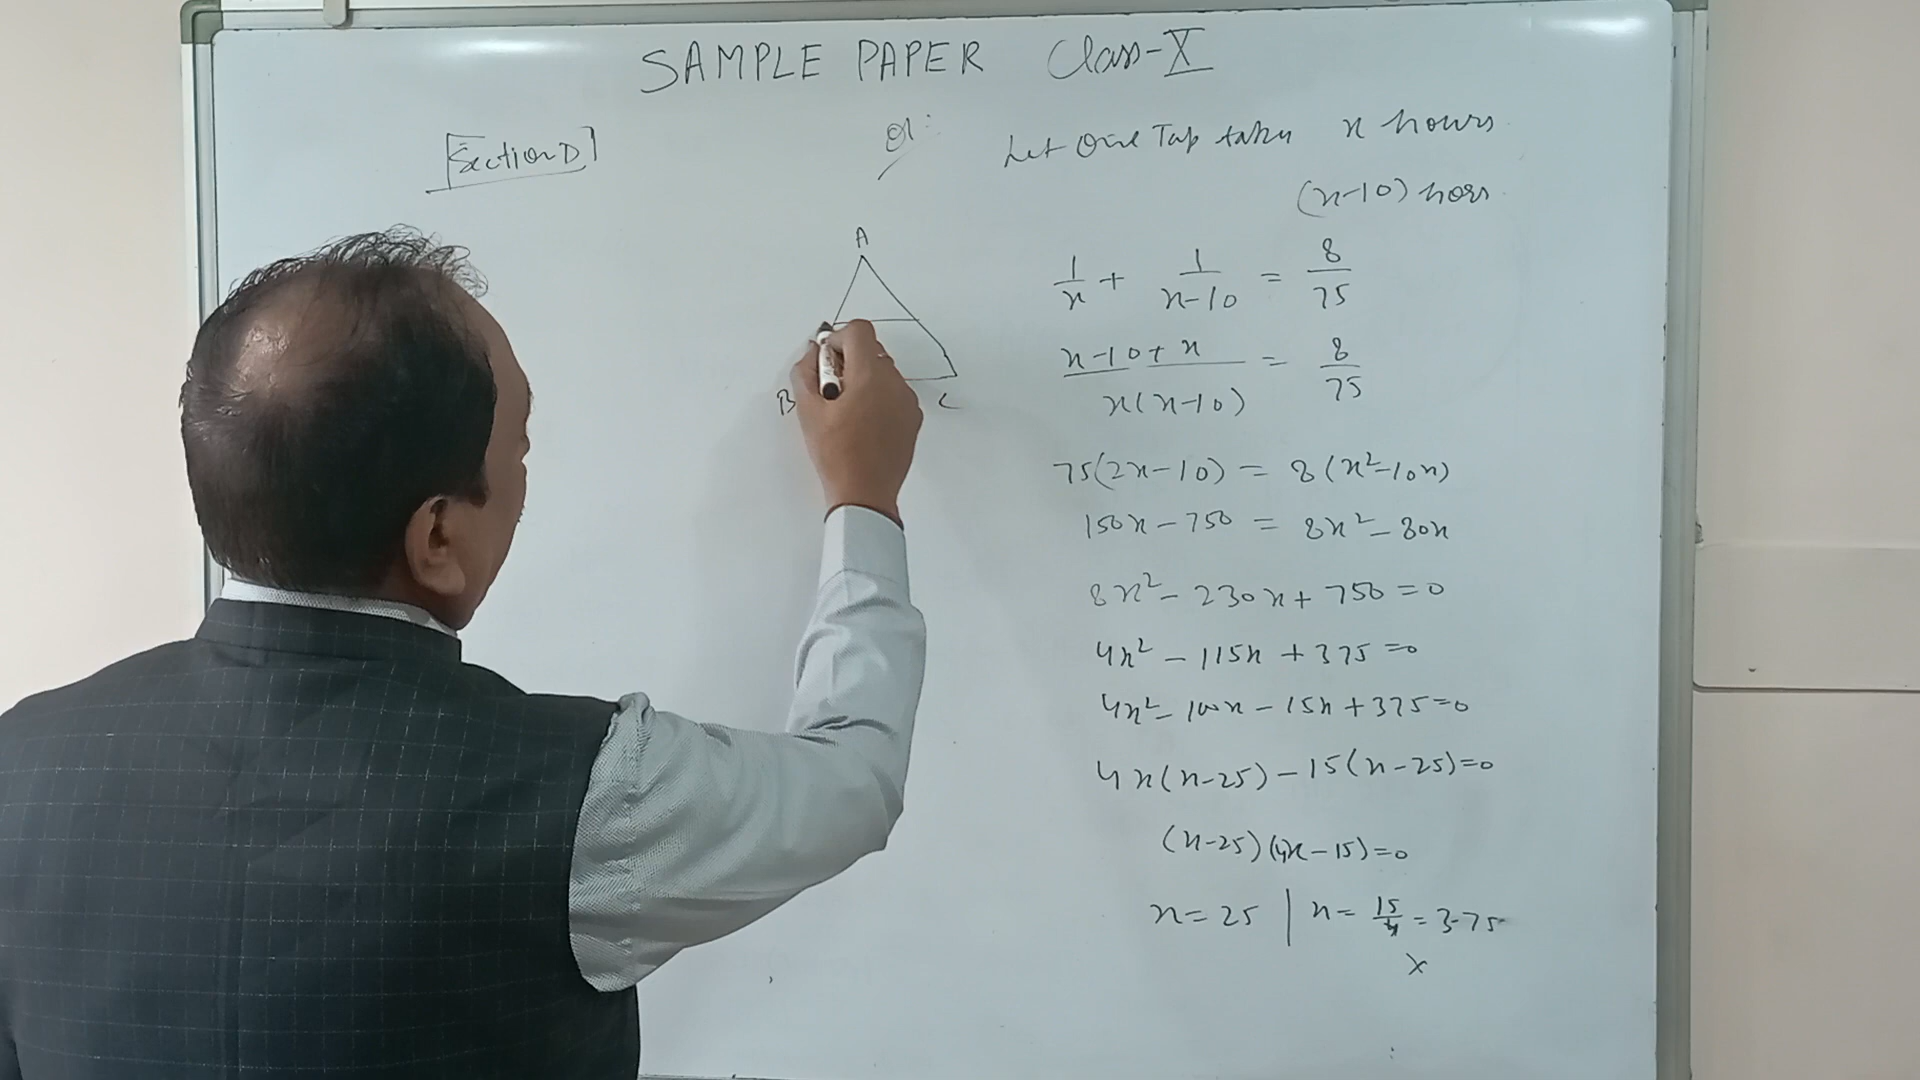 SAMPLE PAPER Class-X
[Section D]
Q1:
Let One Tap takes x hours
(x-10) hors
A
B
C
1/x + 1/(x-10) = 8/75
(x-10+x)/(x(x-10)) = 8/75
75(2x-10) = 8(x²-10x)
150x-750 = 8x²-80x
8x²-230x+750=0
4x²-115x+375=0
4x²-100x-15x+375=0
4x(x-25)-15(x-25)=0
(x-25)(4x-15)=0
x=25 | x=15/4=3.75
×